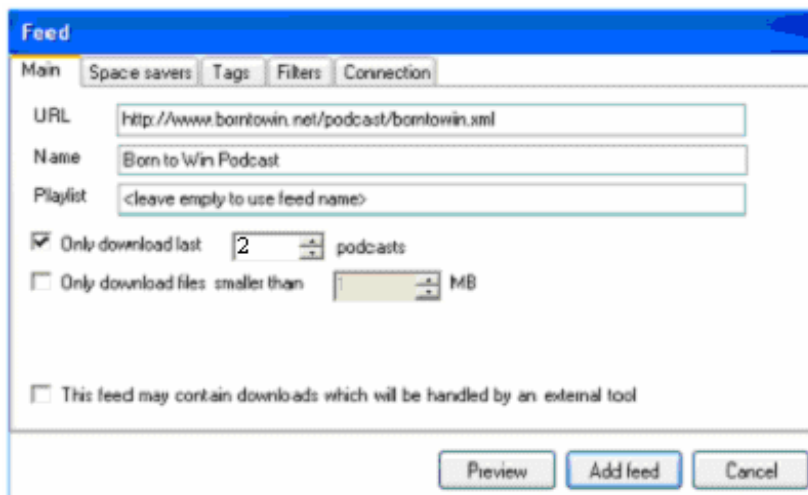 Feed
Main Space savers Tags Filters Connection
URL http://www.borntowin.net/podcast/borntowin.xml
Name Born to Win Podcast
Playlist <leave empty to use feed name>
Only download last 2 podcasts
Only download files smaller than 1 MB
This feed may contain downloads which will be handled by an external tool
Preview Add feed Cancel